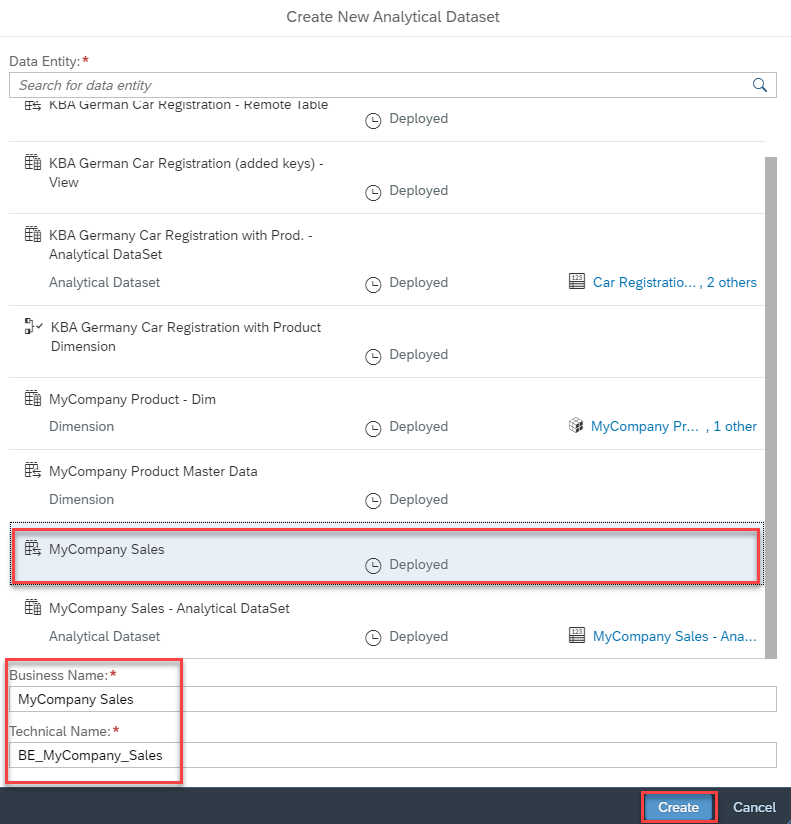 Create New Analytical Dataset
Data Entity:*
Search for data entity
KBA German Car Registration - Remote Table
Deployed
KBA German Car Registration (added keys) -
View
Deployed
KBA Germany Car Registration with Prod. -
Analytical DataSet
Analytical Dataset
Deployed
123
Car Registratio... , 2 others
KBA Germany Car Registration with Product
Dimension
Deployed
MyCompany Product - Dim
Dimension
Deployed
MyCompany Pr... , 1 other
MyCompany Product Master Data
Dimension
Deployed
MyCompany Sales
Deployed
MyCompany Sales - Analytical DataSet
Analytical Dataset
Deployed
123
MyCompany Sales - Ana...
Business Name:*
MyCompany Sales
Technical Name:*
BE_MyCompany_Sales
Create
Cancel